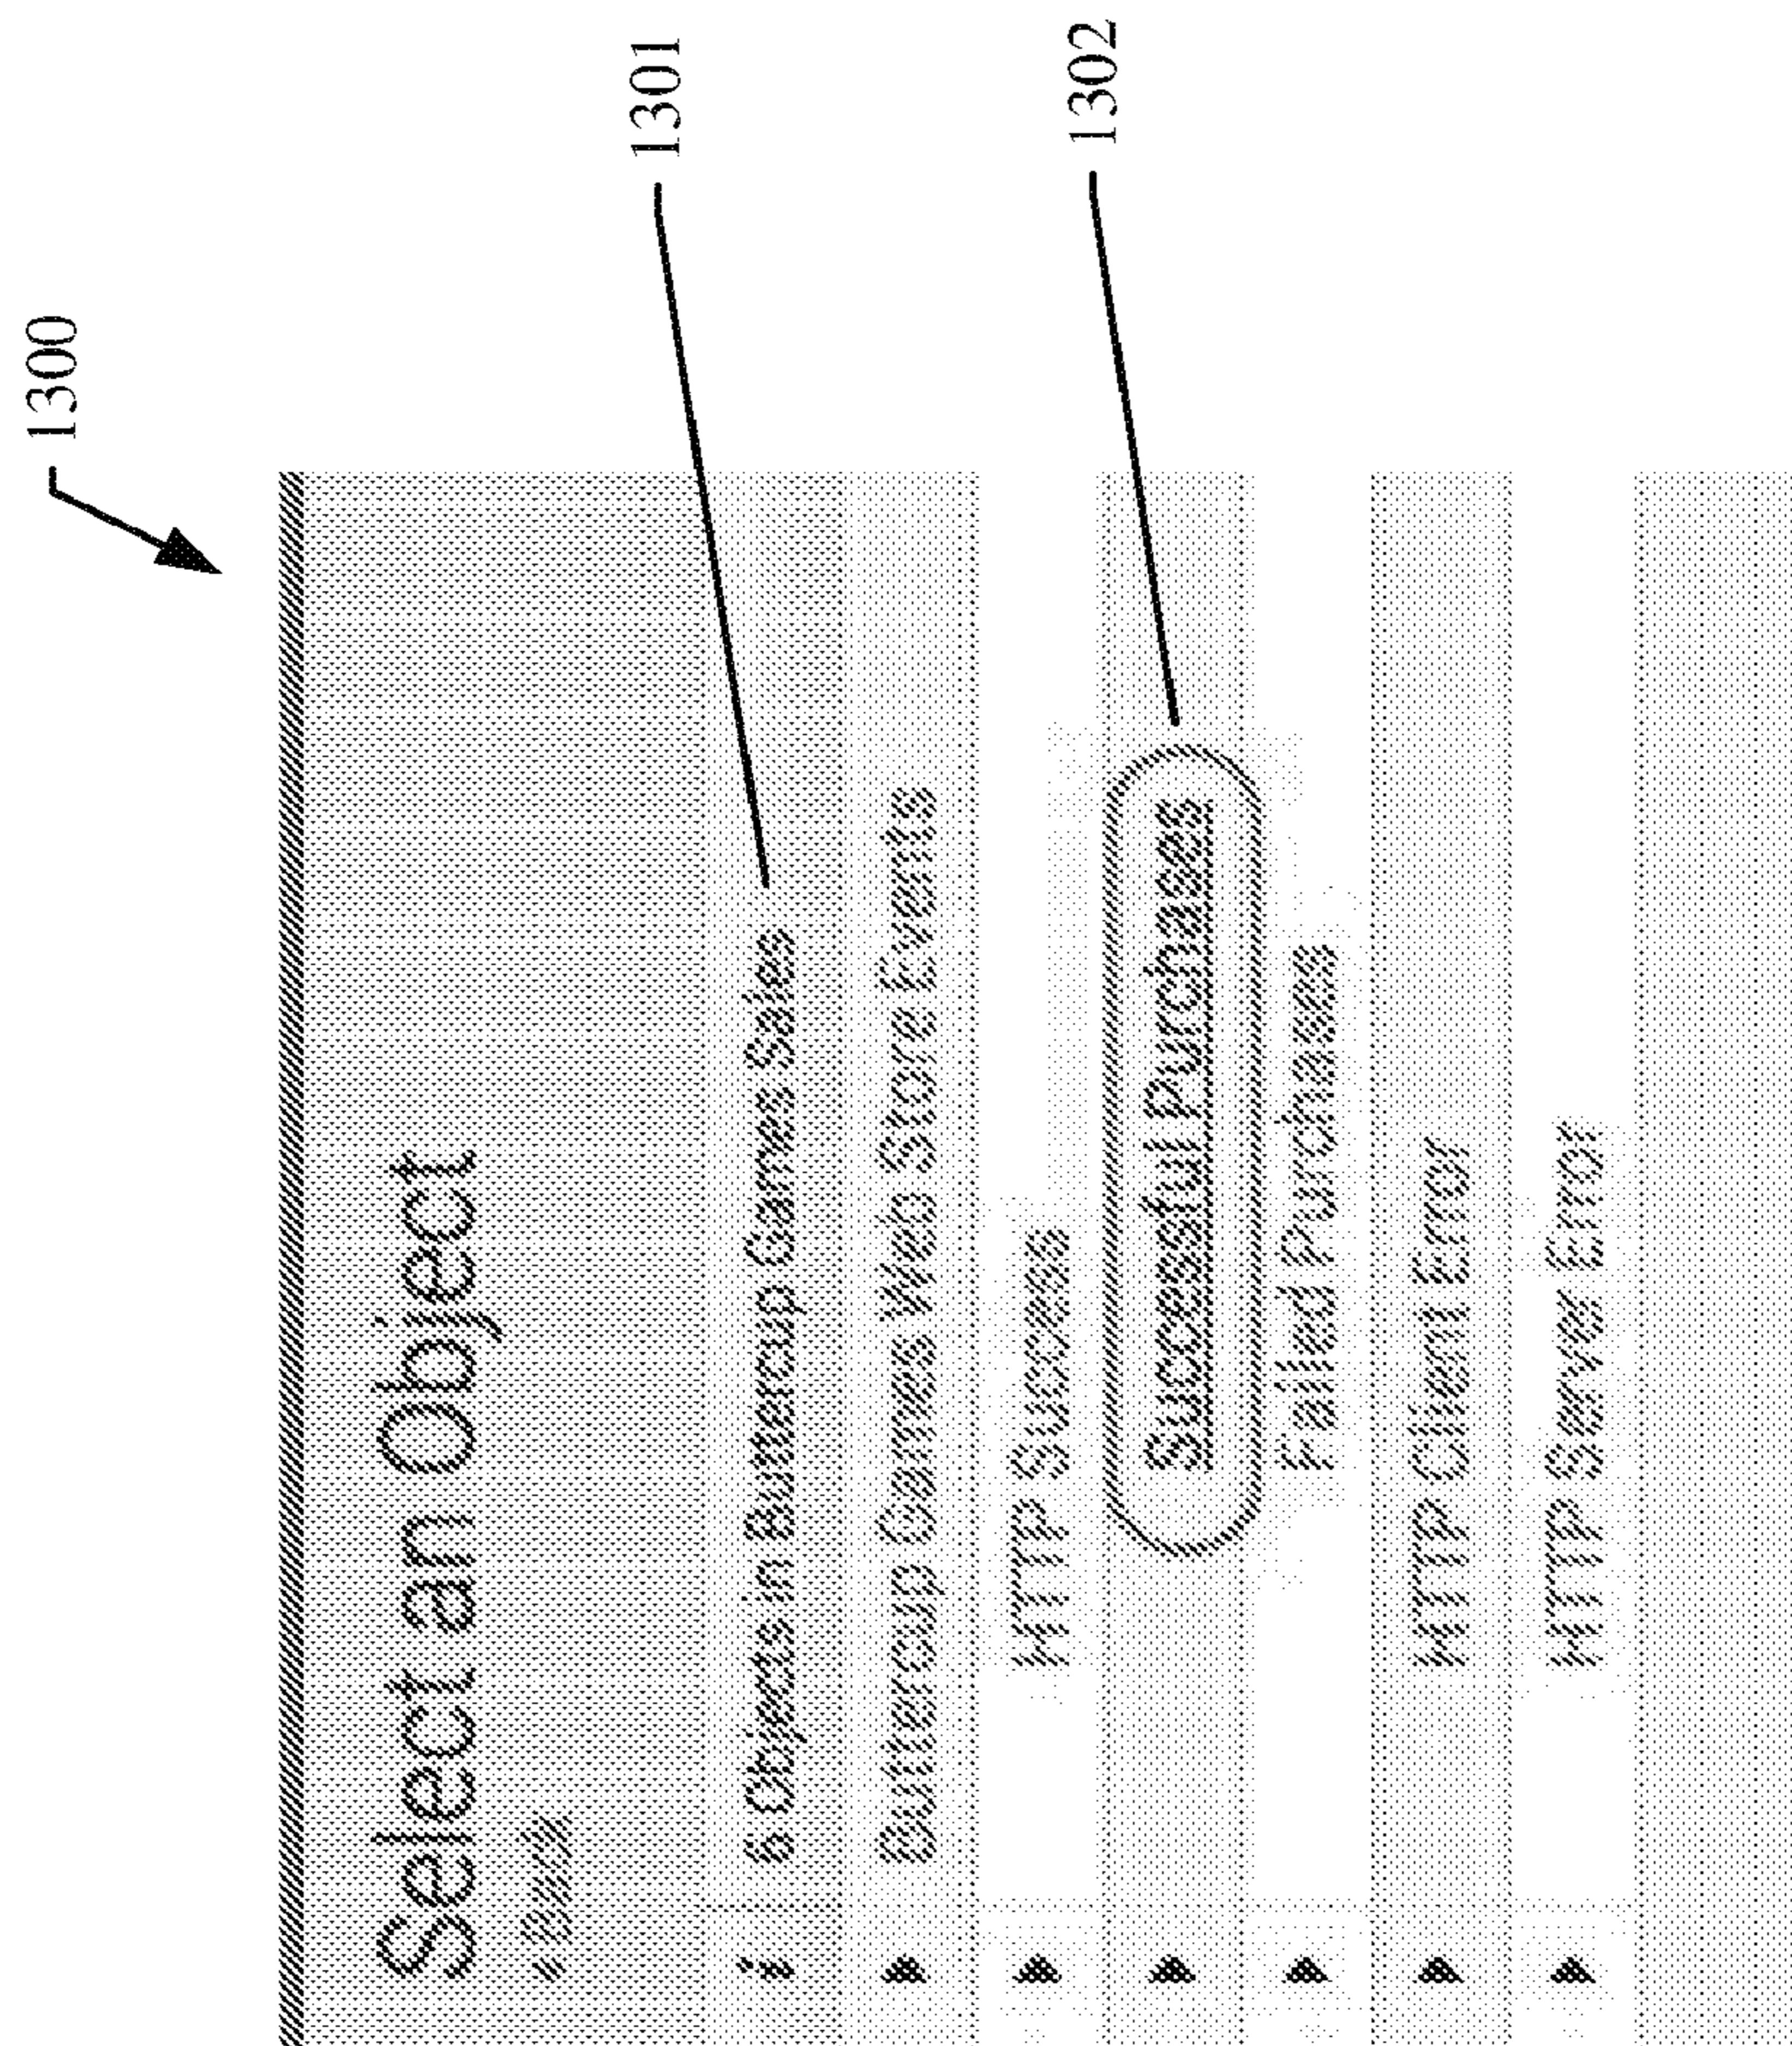 1300
Select an Object
« Back
i 6 Objects in Buttercup Games Sales
1301
Buttercup Games Web Store Events
HTTP Success
Successful Purchases
1302
Failed Purchases
HTTP Client Error
HTTP Server Error